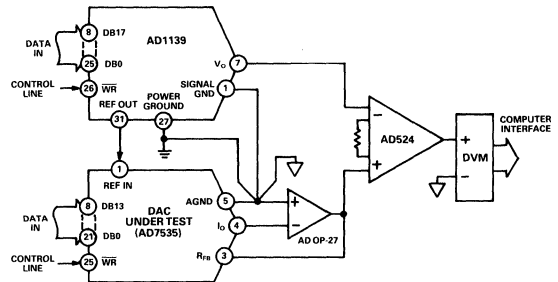 8 DB17
AD1139
DATA
IN
25 DB0
VO 7
CONTROL
LINE
26 WR
SIGNAL
GND 1
REF OUT
POWER
GROUND
31
27
COMPUTER
INTERFACE
−
AD524
+
+
DVM
−
1
REF IN
8 DB13
DATA
IN
21 DB0
DAC
UNDER TEST
(AD7535)
AGND 5
+
IO 4
−
AD OP-27
CONTROL
LINE
25 WR
RFB 3